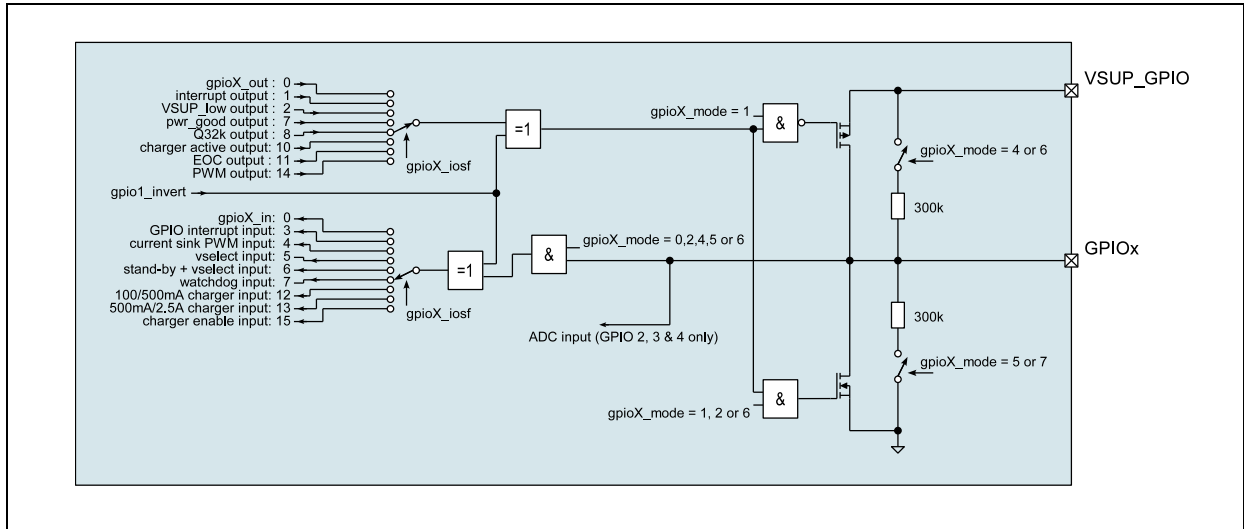 gpioX_out : 0
interrupt output : 1
VSUP_low output : 2
pwr_good output : 7
Q32k output : 8
charger active output: 10
EOC output : 11
PWM output: 14
gpioX_iosf
gpio1_invert
=1
gpioX_mode = 1
&
VSUP_GPIO
gpioX_mode = 4 or 6
300k
gpioX_in: 0
GPIO interrupt input: 3
current sink PWM input: 4
vselect input: 5
stand-by + vselect input: 6
watchdog input: 7
100/500mA charger input: 12
500mA/2.5A charger input: 13
charger enable input: 15
gpioX_iosf
=1
&
gpioX_mode = 0,2,4,5 or 6
GPIOx
300k
ADC input (GPIO 2, 3 & 4 only)
gpioX_mode = 5 or 7
&
gpioX_mode = 1, 2 or 6